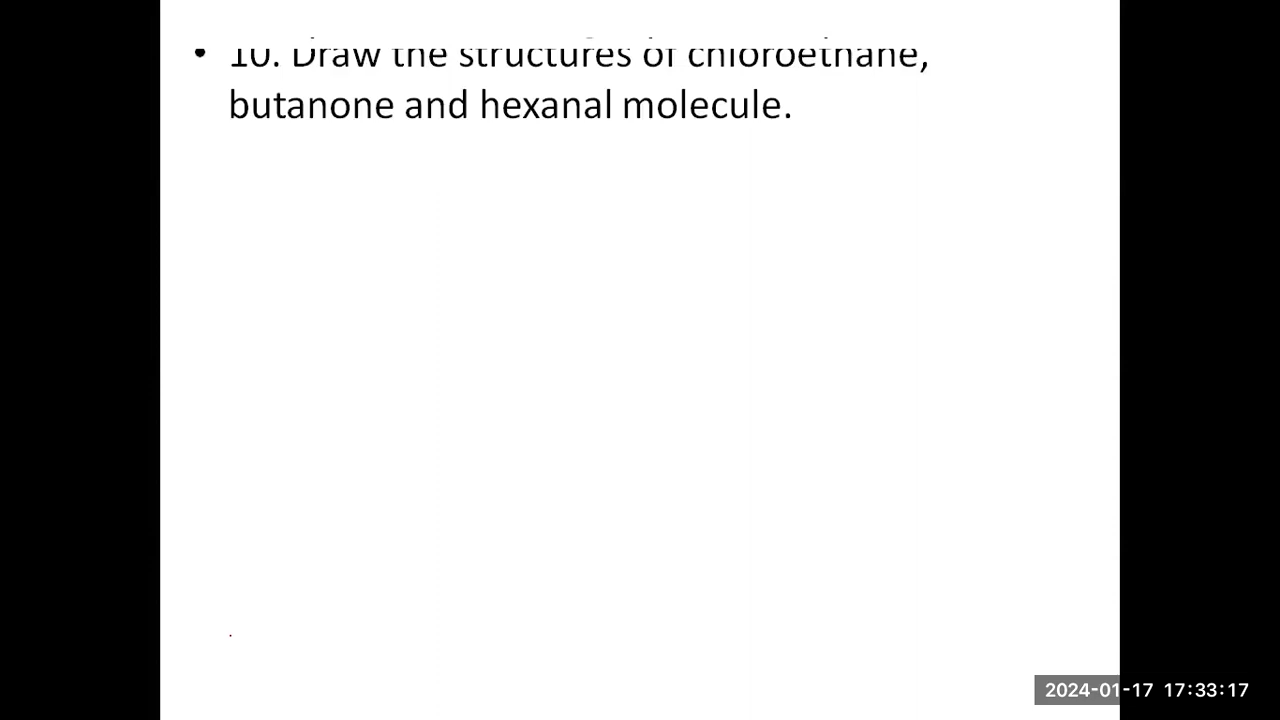 • 10. Draw the structures of chloroethane,
butanone and hexanal molecule.
2024-01-17 17:33:17